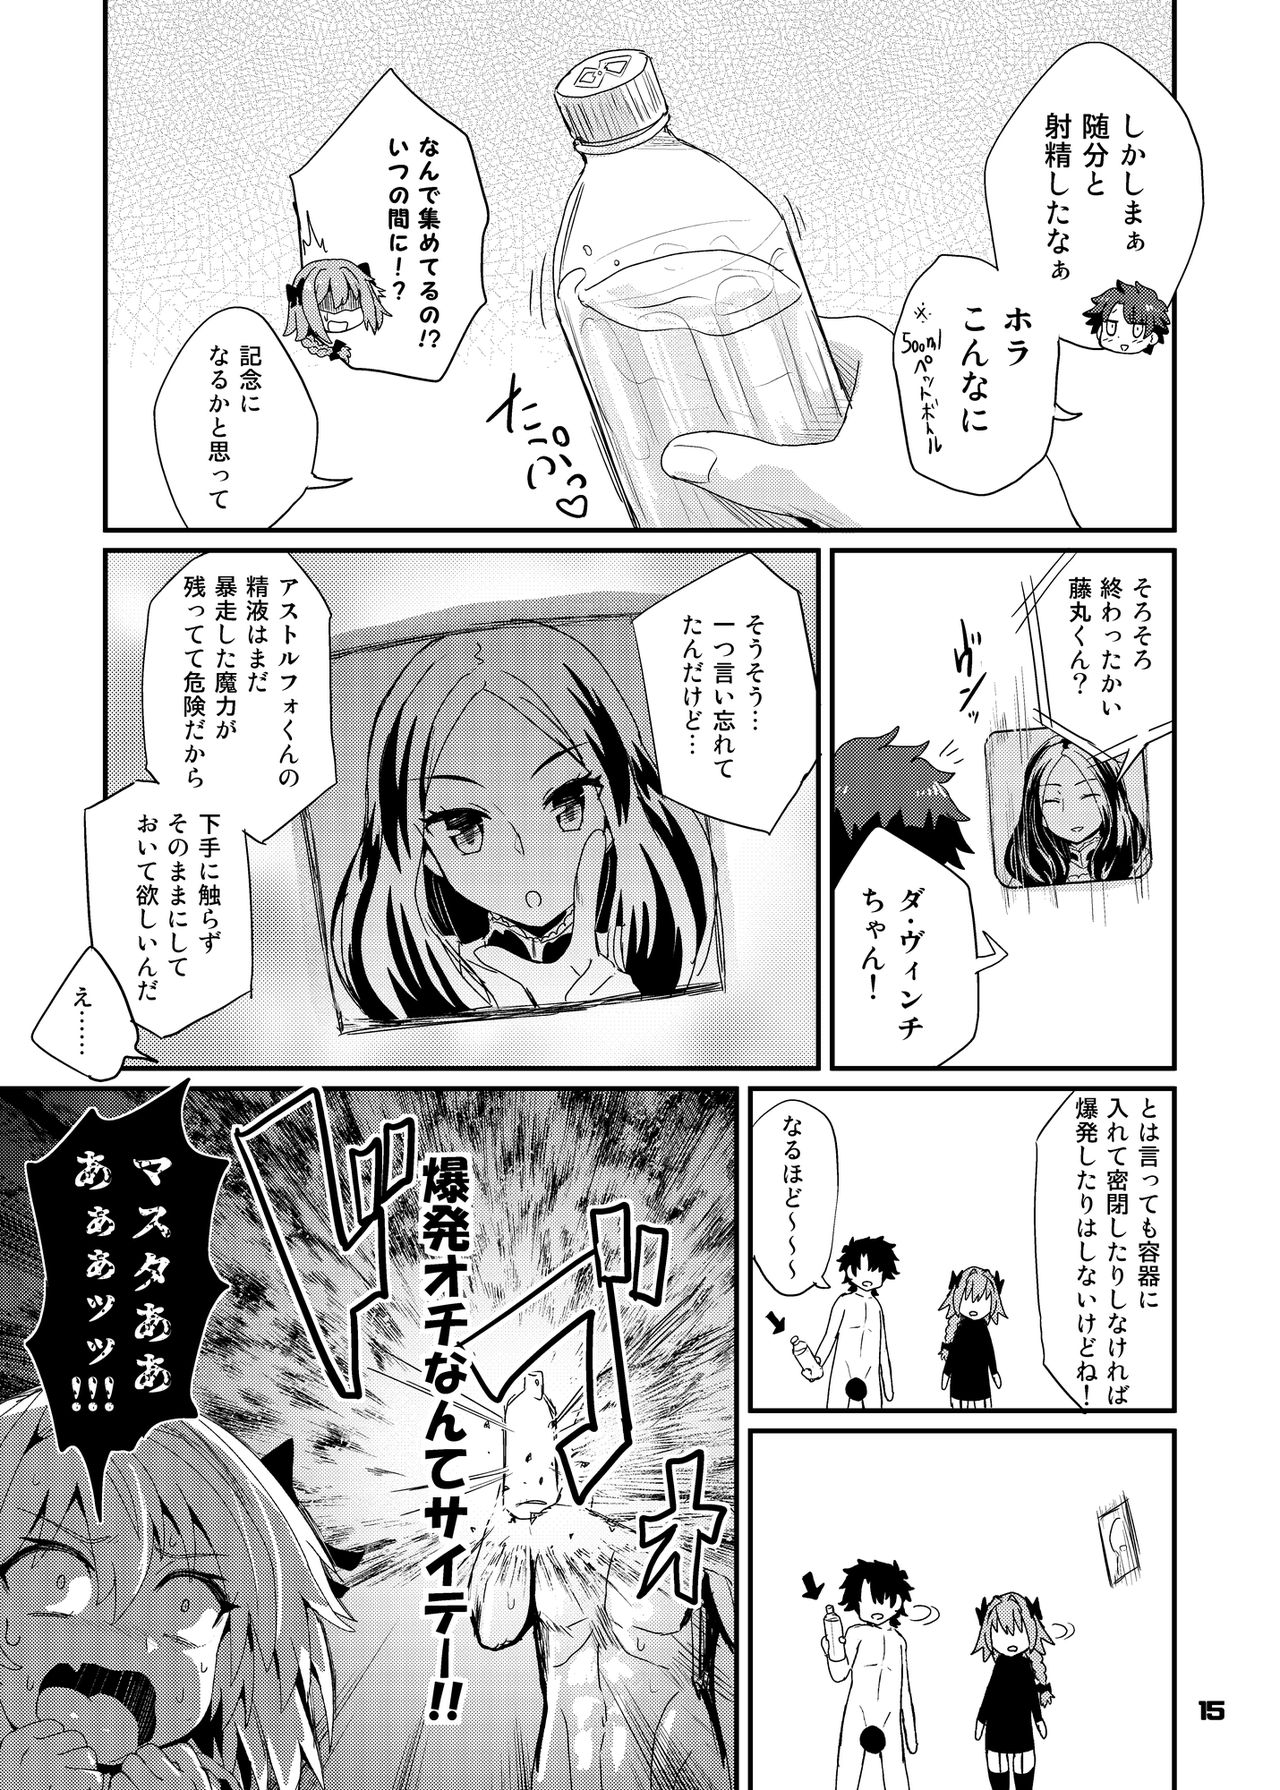 しかしまぁ
随分と
射精したなぁ
ホラ
こんなに
※
500ml
ペットボトル
たぷっ♡
なんで集めてるの!?
いつの間に!?
記念に
なるかと思って
そろそろ
終わったかい
藤丸くん?
ヴンッ
ダ・ヴィンチ
ちゃん!
そうそう…
一つ言い忘れて
たんだけど…
アストルフォくんの
精液はまだ
暴走した魔力が
残ってて危険だから
下手に触らず
そのままにして
おいて欲しいんだ
え……
とは言っても容器に
入れて密閉したりしなければ
爆発したりはしないけどね!
なるほど〜〜〜
爆発オチなんてサイテー!!
マスタああ
あぁぁぁッッ!!!
15